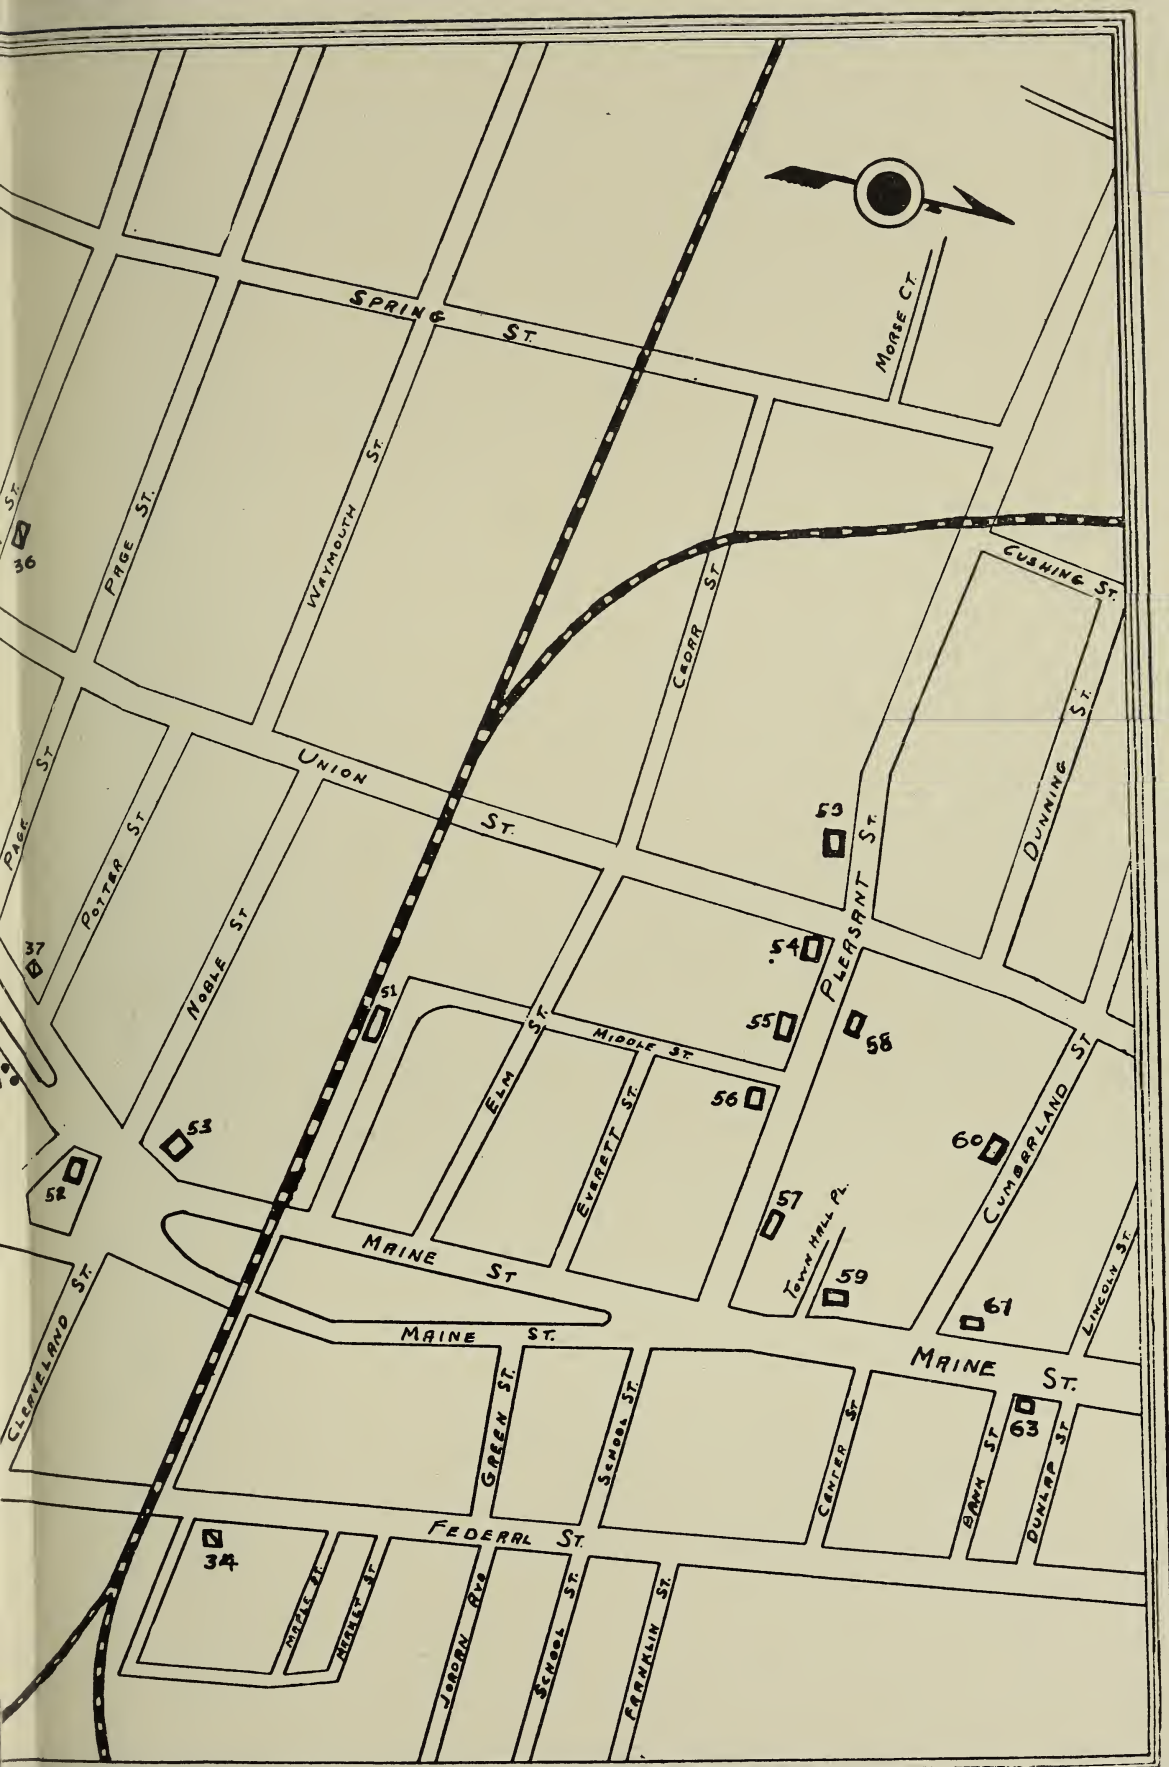 SPRING ST.
MORSE CT.
ST.
36
PAGE ST.
WAYMOUTH ST.
CEDAR ST
CUSHING ST.
DUNNING ST.
UNION ST.
PAGE ST
POTTER ST
NOBLE ST
37
53
PLEASANT ST.
54
55
58
51
ELM ST.
MIDDLE ST.
EVERETT ST.
56
57
TOWN HALL PL.
60
CUMBERLAND ST
53
52
59
61
LINCOLN ST.
CLEAVELAND ST.
MAINE ST
MAINE ST.
MAINE ST.
GREEN ST.
SCHOOL ST.
CENTER ST
BANK ST
63
DUNLAP ST
FEDERAL ST.
34
MAPLE ST.
MARKET ST
JORDAN AVE
SCHOOL ST.
FRANKLIN ST.